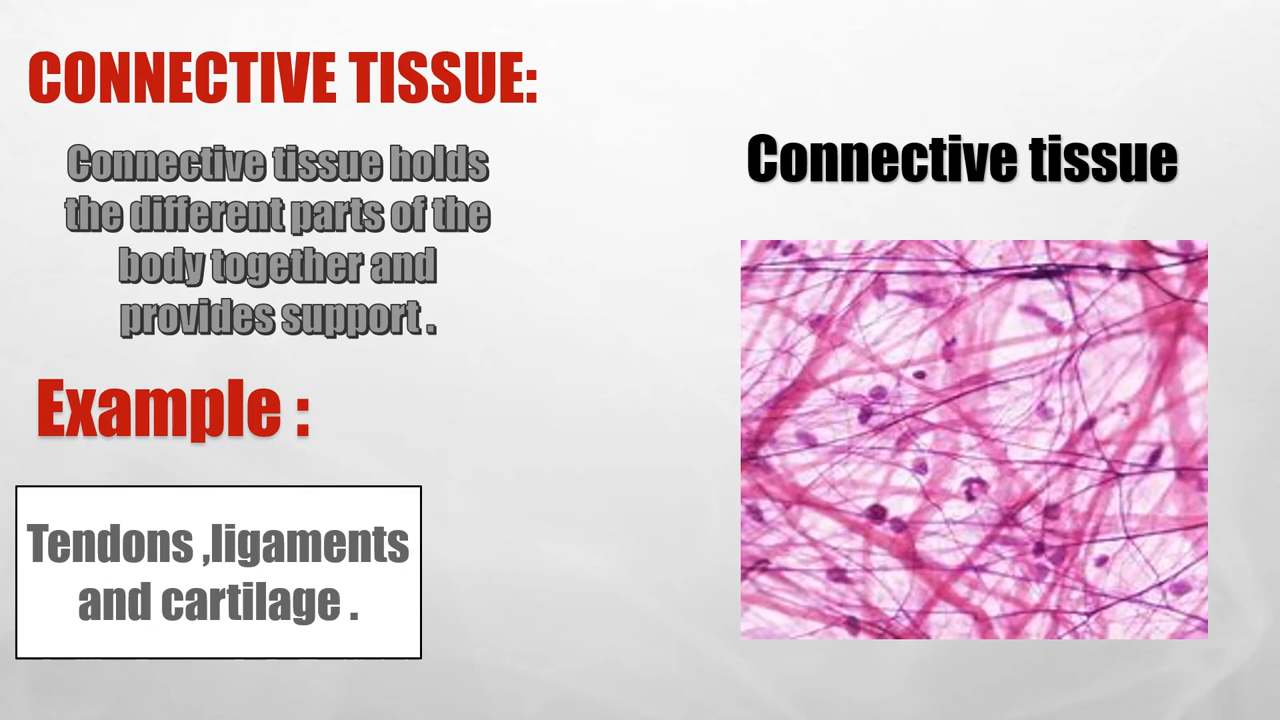 CONNECTIVE TISSUE:
Connective tissue holds
the different parts of the
body together and
provides support .
Example :
Tendons ,ligaments
and cartilage .
Connective tissue